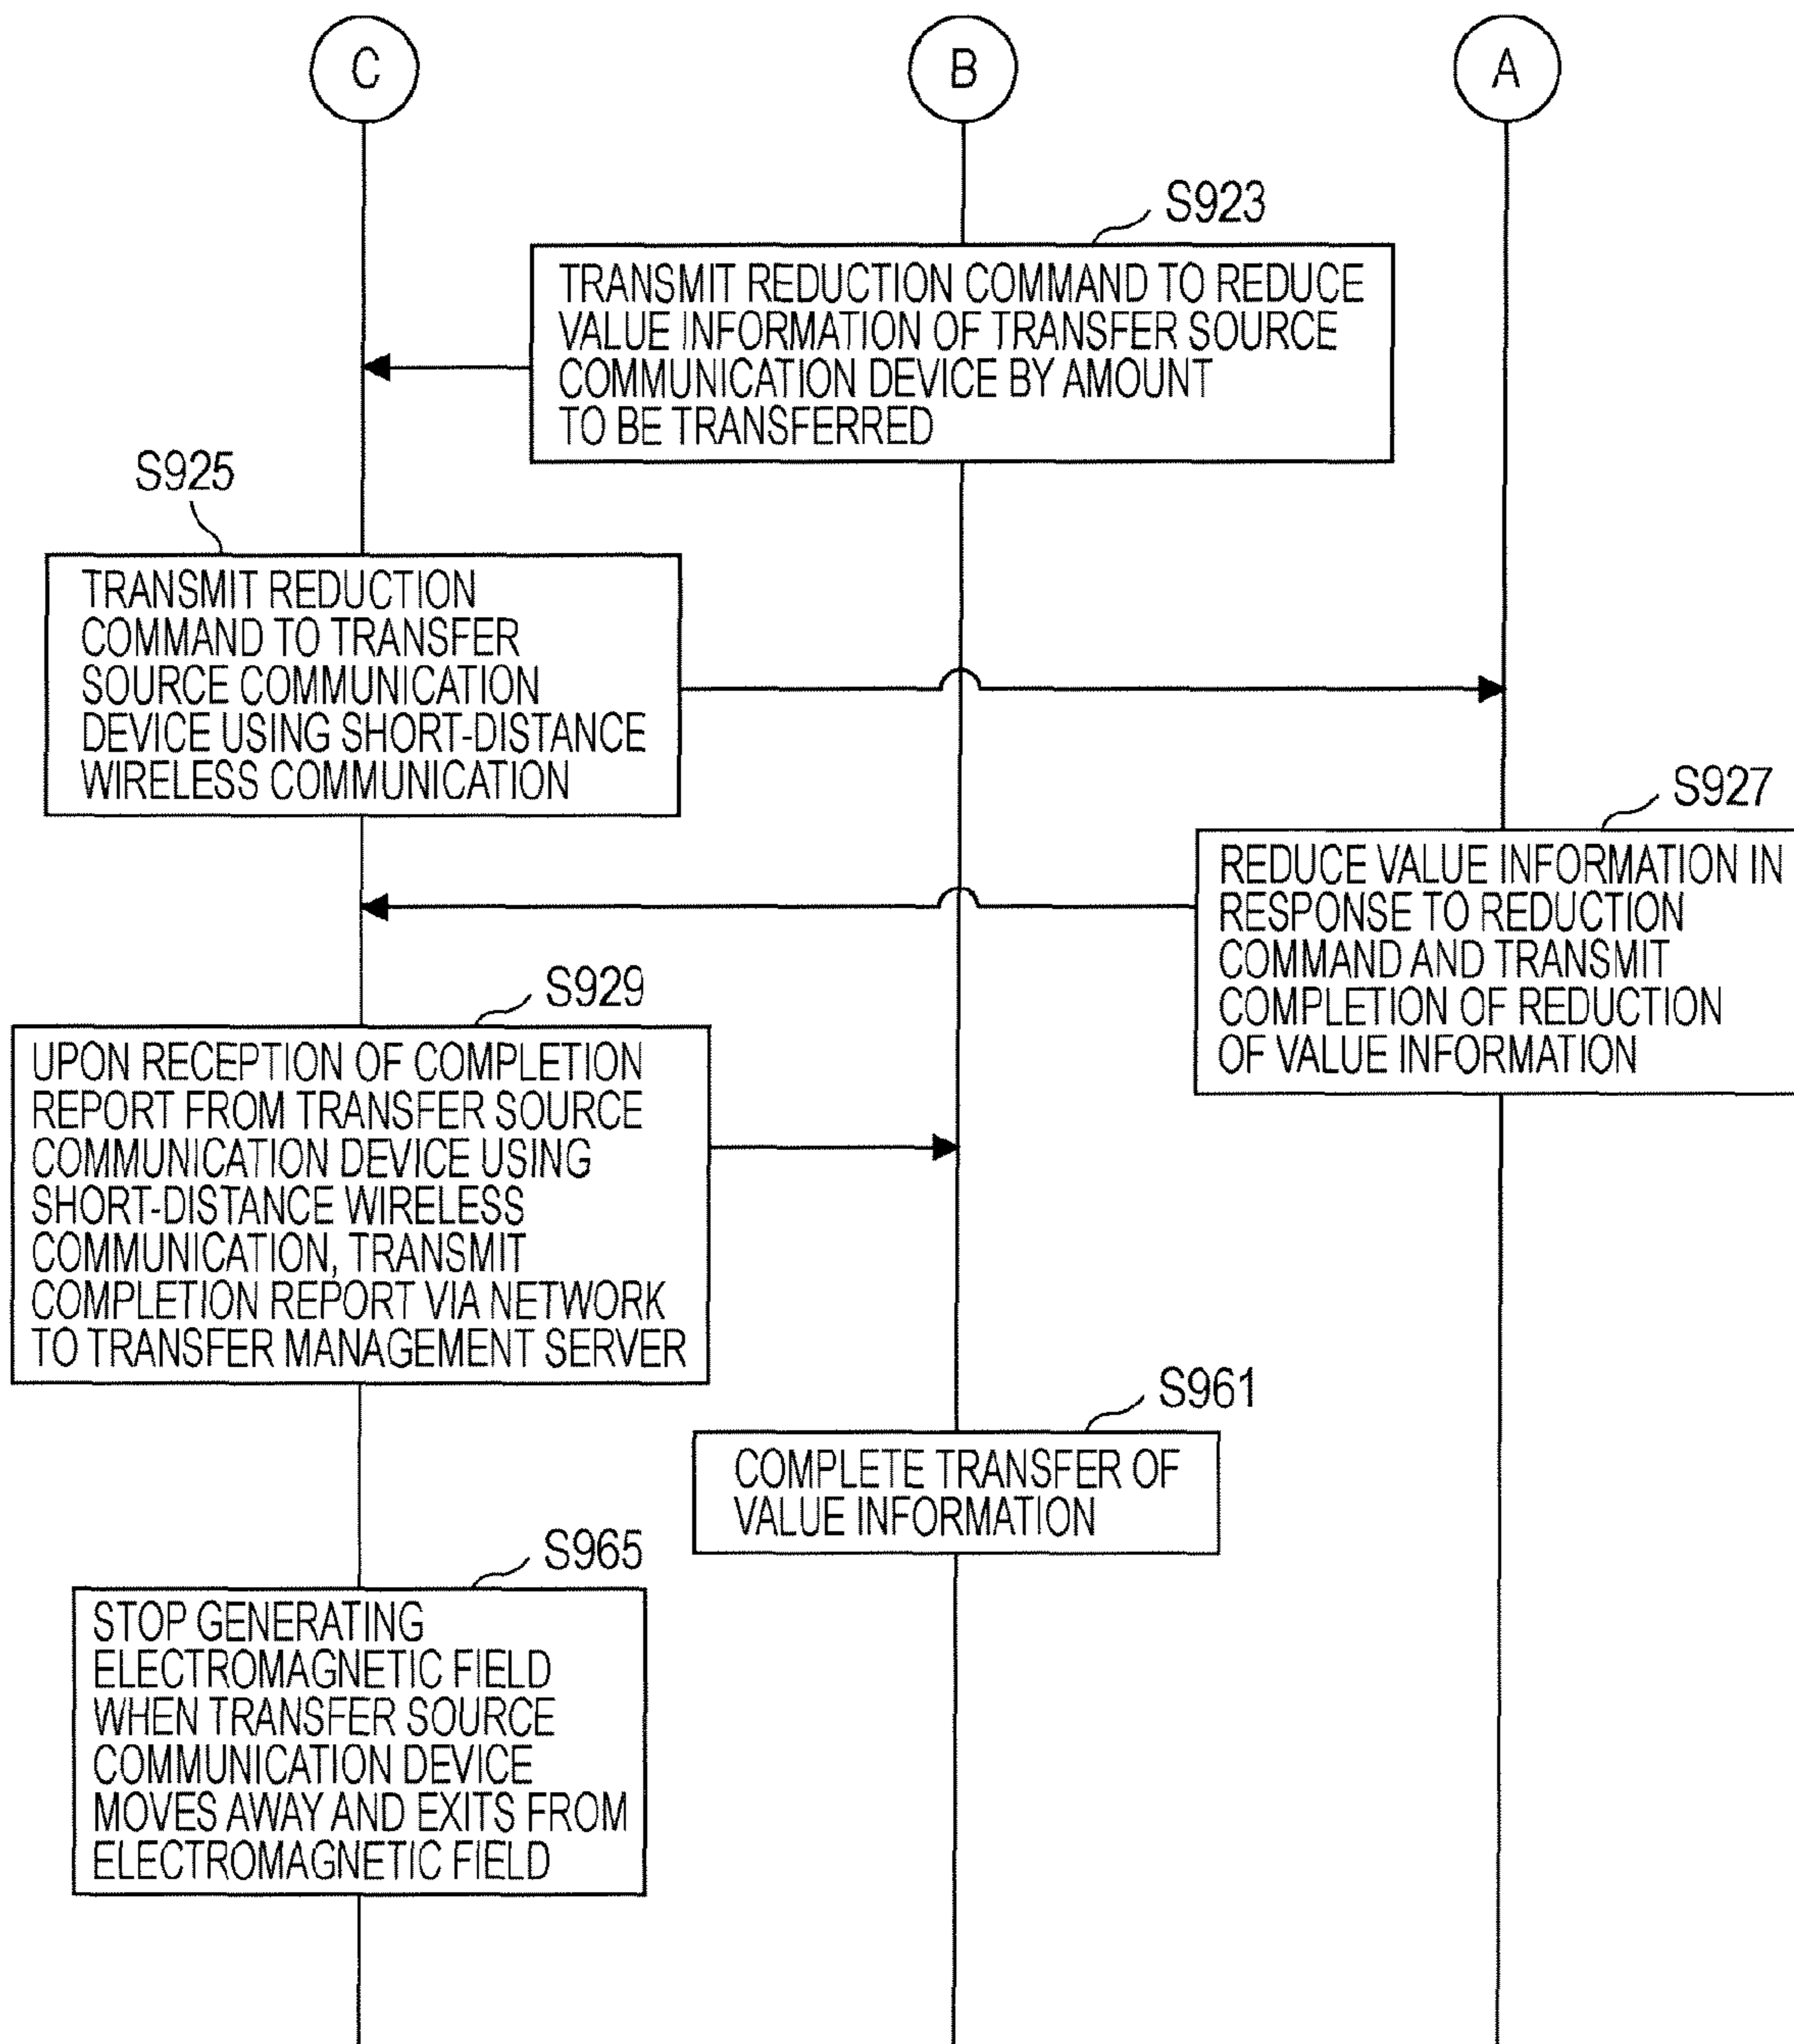 C
B
A
S923
TRANSMIT REDUCTION COMMAND TO REDUCE
VALUE INFORMATION OF TRANSFER SOURCE
COMMUNICATION DEVICE BY AMOUNT
TO BE TRANSFERRED
S925
TRANSMIT REDUCTION
COMMAND TO TRANSFER
SOURCE COMMUNICATION
DEVICE USING SHORT-DISTANCE
WIRELESS COMMUNICATION
S927
REDUCE VALUE INFORMATION IN
RESPONSE TO REDUCTION
COMMAND AND TRANSMIT
COMPLETION OF REDUCTION
OF VALUE INFORMATION
S929
UPON RECEPTION OF COMPLETION
REPORT FROM TRANSFER SOURCE
COMMUNICATION DEVICE USING
SHORT-DISTANCE WIRELESS
COMMUNICATION, TRANSMIT
COMPLETION REPORT VIA NETWORK
TO TRANSFER MANAGEMENT SERVER
S961
COMPLETE TRANSFER OF
VALUE INFORMATION
S965
STOP GENERATING
ELECTROMAGNETIC FIELD
WHEN TRANSFER SOURCE
COMMUNICATION DEVICE
MOVES AWAY AND EXITS FROM
ELECTROMAGNETIC FIELD